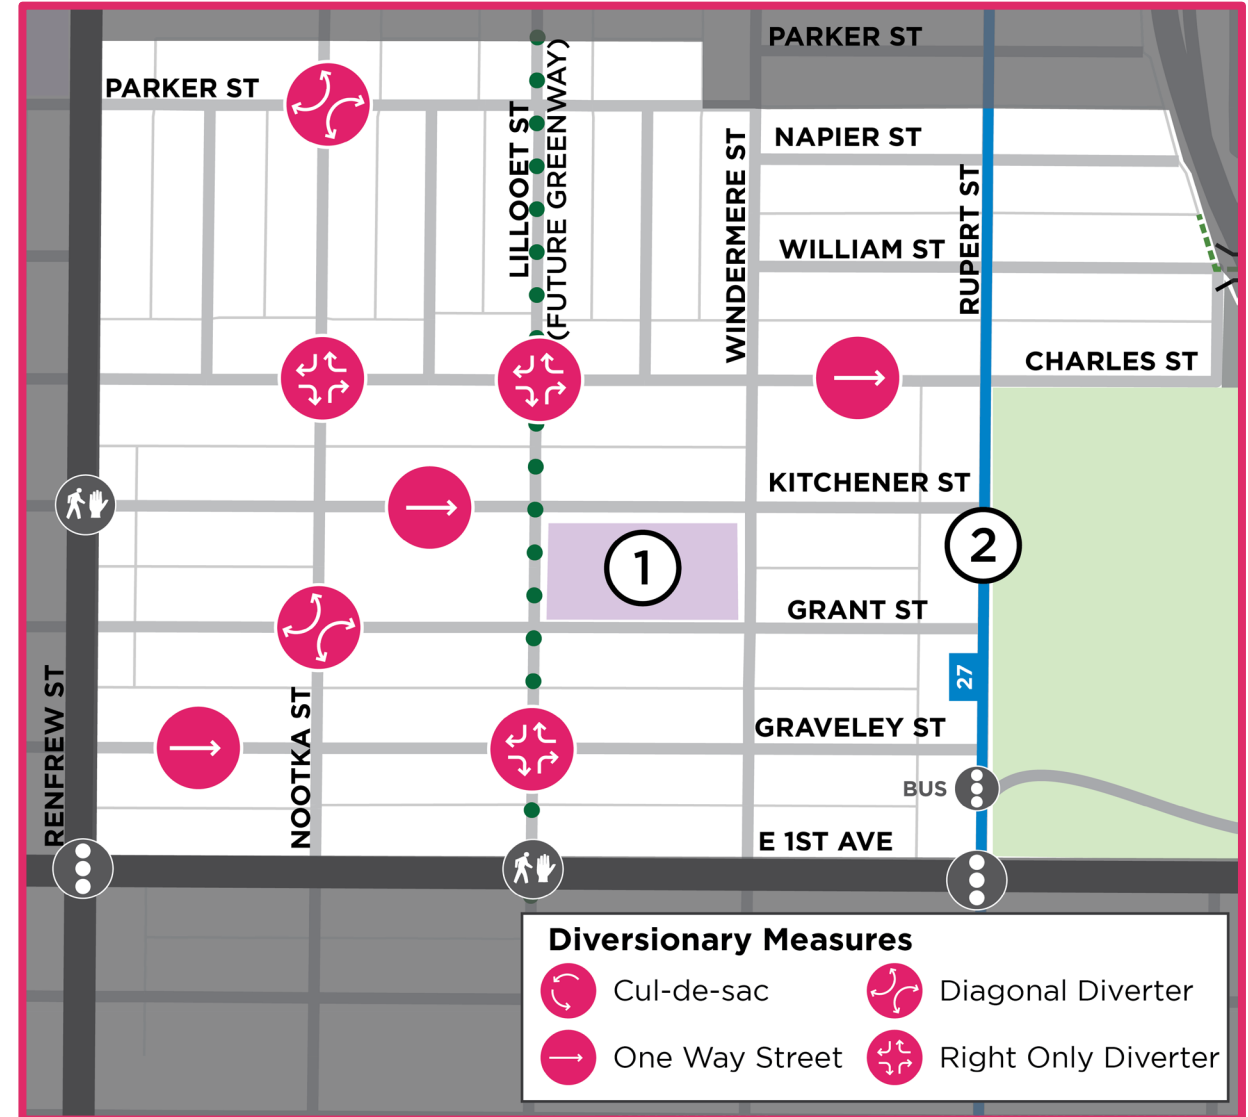 PARKER ST
PARKER ST
NAPIER ST
LILLOOET ST
(FUTURE GREENWAY)
WINDERMERE ST
RUPERT ST
WILLIAM ST
CHARLES ST
KITCHENER ST
1
2
GRANT ST
27
RENFREW ST
NOOTKA ST
GRAVELEY ST
BUS
E 1ST AVE
Diversionary Measures
Cul-de-sac
Diagonal Diverter
One Way Street
Right Only Diverter